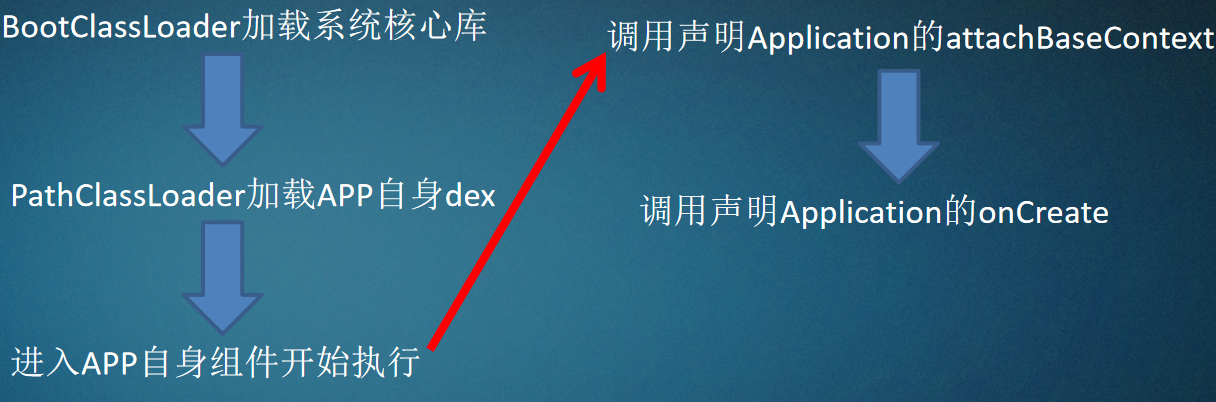 BootClassLoader加载系统核心库
PathClassLoader加载APP自身dex
进入APP自身组件开始执行
调用声明Application的attachBaseContext
调用声明Application的onCreate